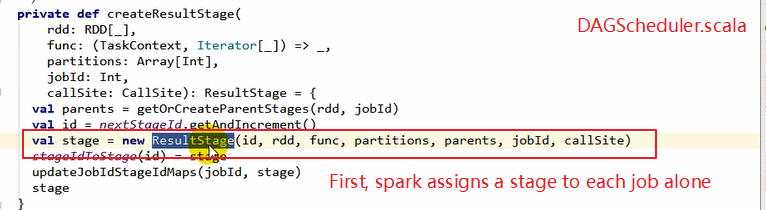 private def createResultStage(
DAGScheduler.scala
rdd: RDD[_],
func: (TaskContext, Iterator[_]) => _,
partitions: Array[Int],
jobId: Int,
callSite: CallSite): ResultStage = {
val parents = getOrCreateParentStages(rdd, jobId)
val id = nextStageId.getAndIncrement()
val stage = new ResultStage(id, rdd, func, partitions, parents, jobId, callSite)
stageIdToStage(id) = stage
updateJobIdStageIdMaps(jobId, stage)
First, spark assigns a stage to each job alone
stage
}